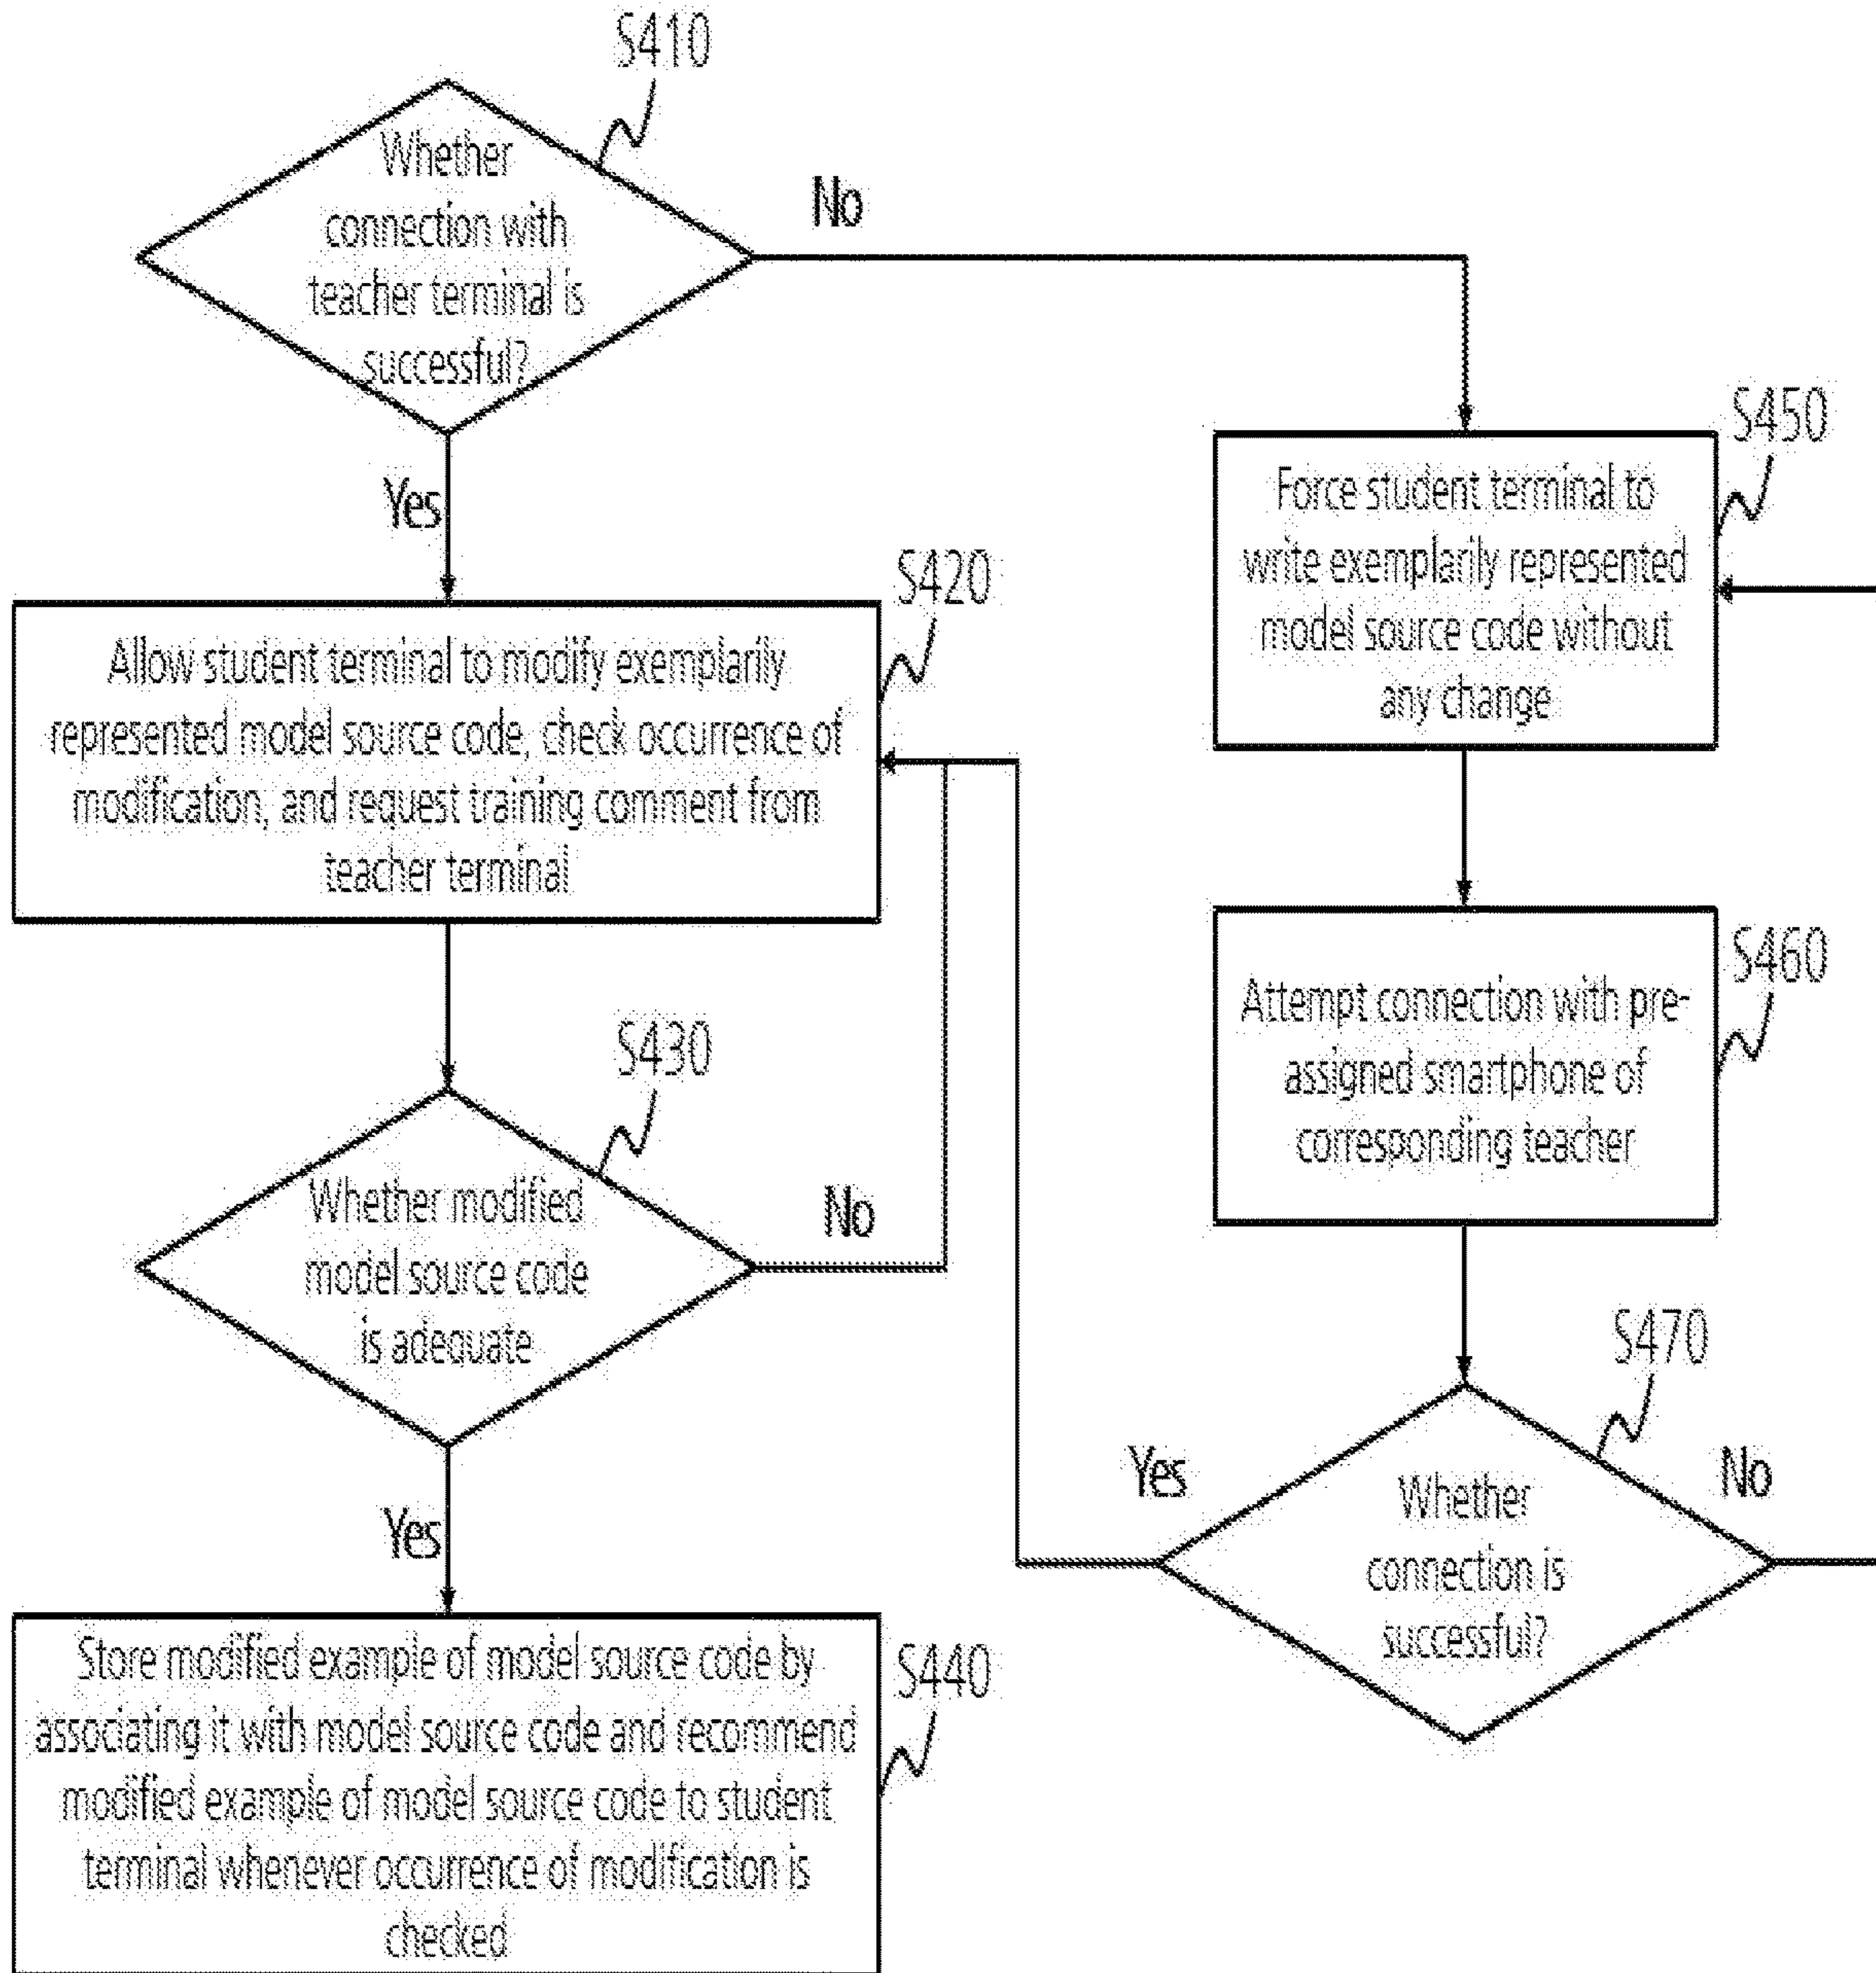 S410
Whether
connection with
teacher terminal is
successful?
No
Yes
S420
Allow student terminal to modify exemplarily
represented model source code, check occurrence of
modification, and request training comment from
teacher terminal
S430
Whether modified
model source code
is adequate
No
Yes
S440
Store modified example of model source code by
associating it with model source code and recommend
modified example of model source code to student
terminal whenever occurrence of modification is
checked
S450
Force student terminal to
write exemplarily represented
model source code without
any change
S460
Attempt connection with pre-
assigned smartphone of
corresponding teacher
S470
Whether
connection is
successful?
Yes
No